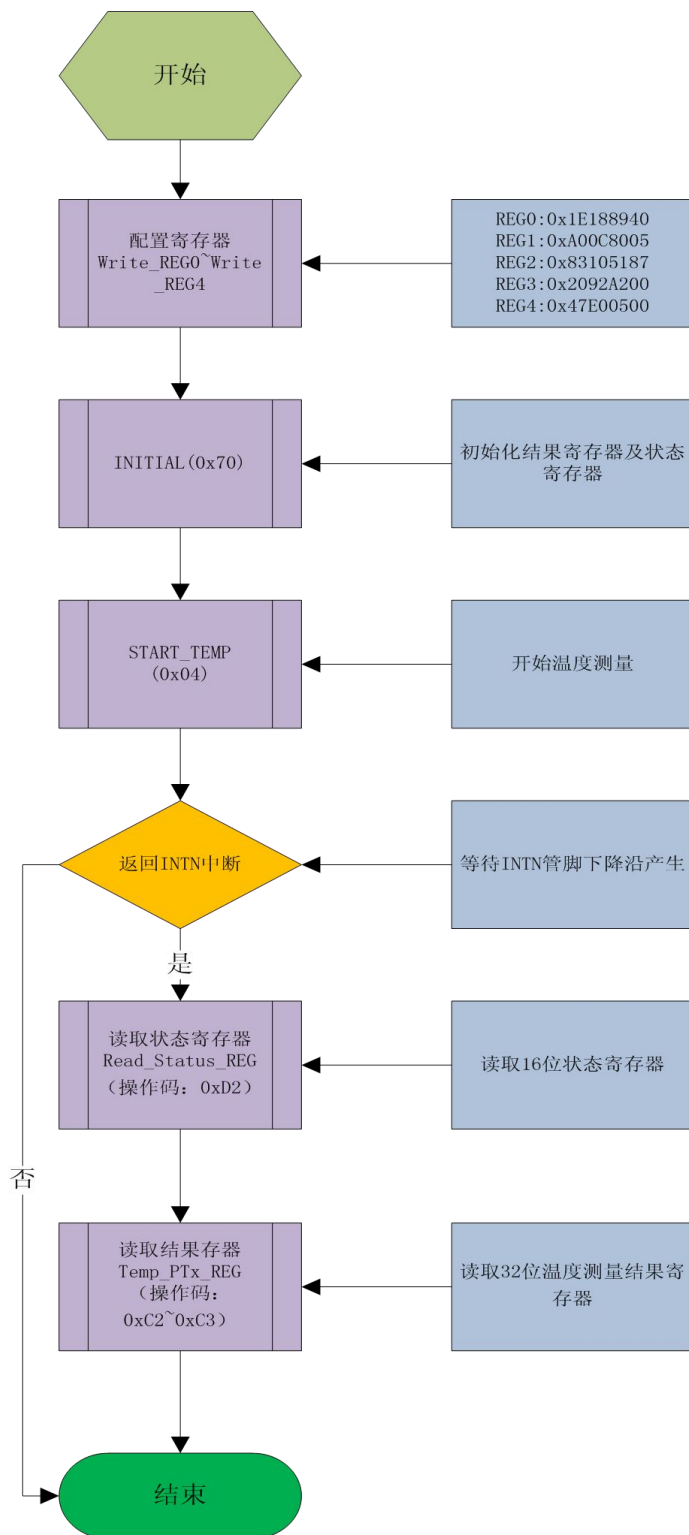 开始
配置寄存器
Write_REG0~Write
_REG4
REG0:0x1E188940
REG1:0xA00C8005
REG2:0x83105187
REG3:0x2092A200
REG4:0x47E00500
INITIAL(0x70)
初始化结果寄存器及状态
寄存器
START_TEMP
(0x04)
开始温度测量
返回INTN中断
等待INTN管脚下降沿产生
是
读取状态寄存器
Read_Status_REG
（操作码：0xD2）
读取16位状态寄存器
否
读取结果存器
Temp_PTx_REG
（操作码：
0xC2~0xC3）
读取32位温度测量结果寄
存器
结束